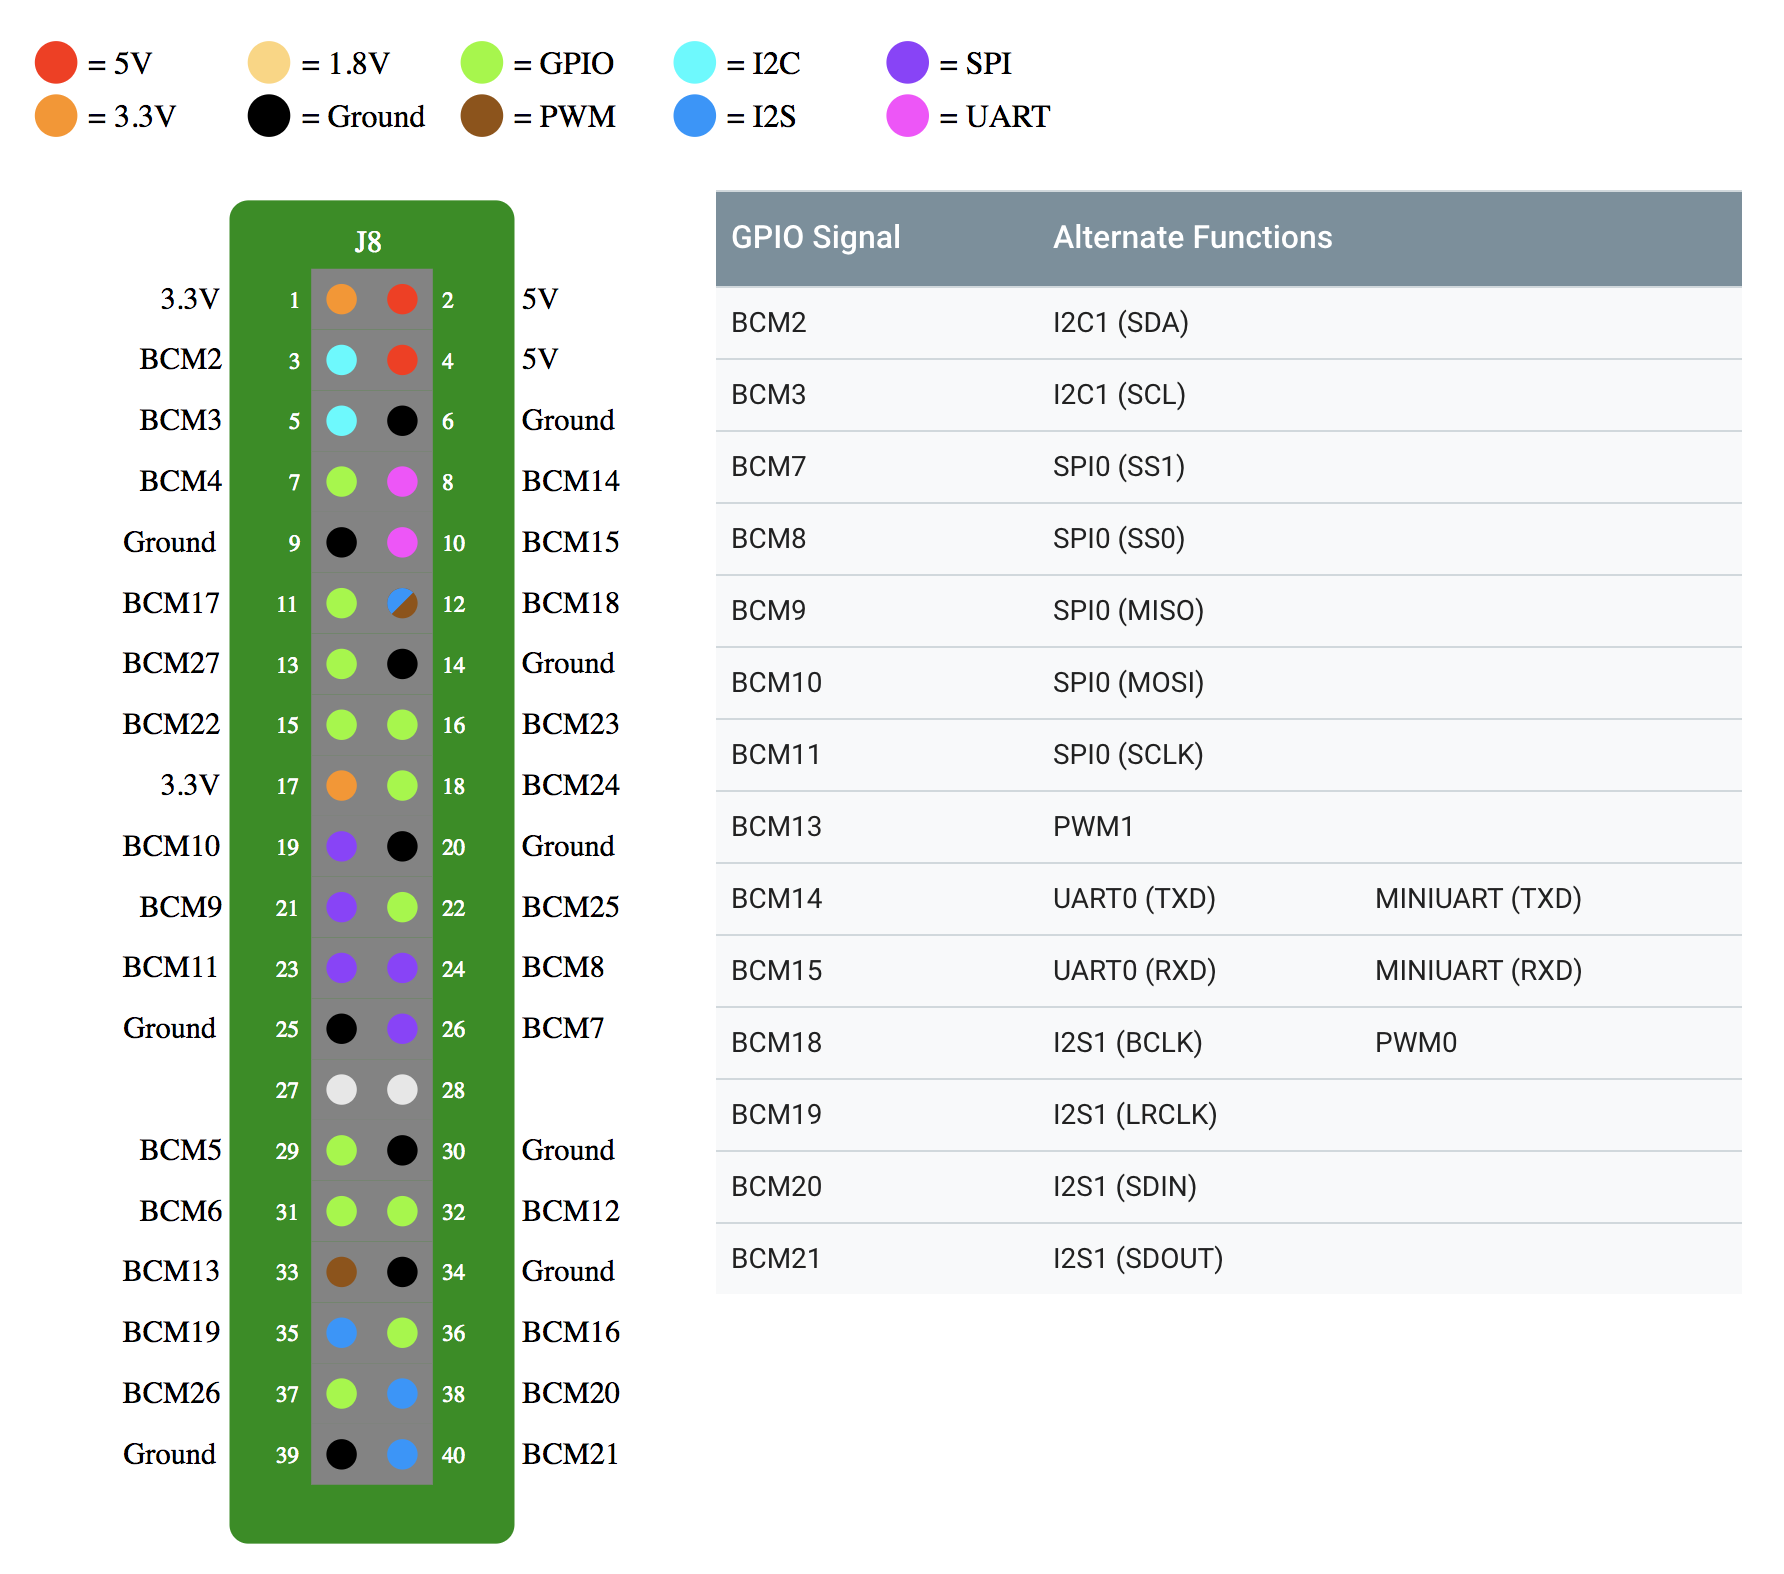 = 5V = 1.8V = GPIO = I2C = SPI
= 3.3V = Ground = PWM = I2S = UART
J8
3.3V 1 2 5V
BCM2 3 4 5V
BCM3 5 6 Ground
BCM4 7 8 BCM14
Ground 9 10 BCM15
BCM17 11 12 BCM18
BCM27 13 14 Ground
BCM22 15 16 BCM23
3.3V 17 18 BCM24
BCM10 19 20 Ground
BCM9 21 22 BCM25
BCM11 23 24 BCM8
Ground 25 26 BCM7
27 28
BCM5 29 30 Ground
BCM6 31 32 BCM12
BCM13 33 34 Ground
BCM19 35 36 BCM16
BCM26 37 38 BCM20
Ground 39 40 BCM21
GPIO Signal Alternate Functions
BCM2 I2C1 (SDA)
BCM3 I2C1 (SCL)
BCM7 SPI0 (SS1)
BCM8 SPI0 (SS0)
BCM9 SPI0 (MISO)
BCM10 SPI0 (MOSI)
BCM11 SPI0 (SCLK)
BCM13 PWM1
BCM14 UART0 (TXD) MINIUART (TXD)
BCM15 UART0 (RXD) MINIUART (RXD)
BCM18 I2S1 (BCLK) PWM0
BCM19 I2S1 (LRCLK)
BCM20 I2S1 (SDIN)
BCM21 I2S1 (SDOUT)